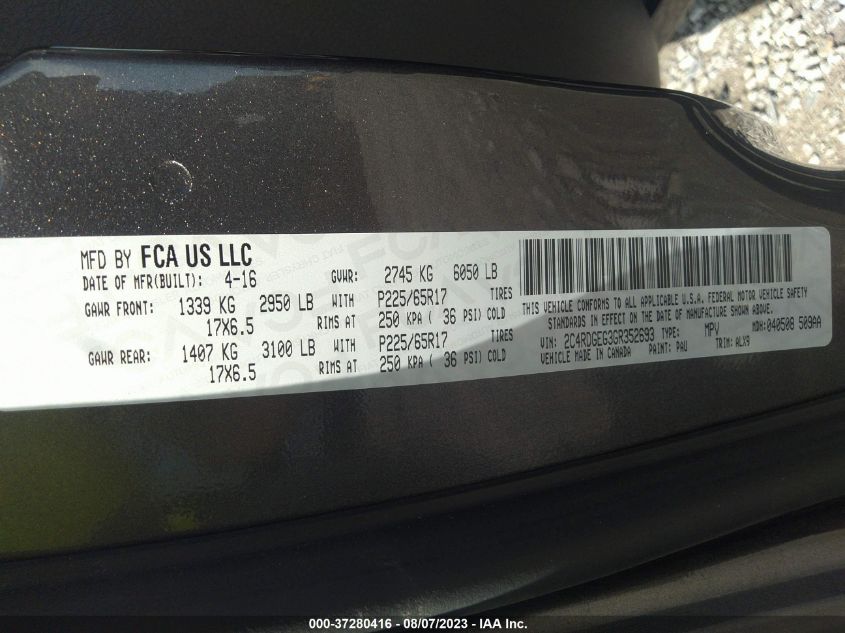 MFD BY FCA US LLC
DATE OF MFR(BUILT): 4-16 GVWR: 2745 KG 6050 LB
GAWR FRONT: 1339 KG 2950 LB WITH P225/65R17 TIRES
17X6.5 RIMS AT 250 KPA ( 36 PSI) COLD
GAWR REAR: 1407 KG 3100 LB WITH P225/65R17 TIRES
17X6.5 RIMS AT 250 KPA ( 36 PSI) COLD
THIS VEHICLE CONFORMS TO ALL APPLICABLE U.S.A. FEDERAL MOTOR VEHICLE SAFETY
STANDARDS IN EFFECT ON THE DATE OF MANUFACTURE SHOWN ABOVE.
VIN: 2C4RDGEG3GR352693 TYPE: MPV MDH: 040508 509AA
VEHICLE MADE IN CANADA PAINT: PAU TRIM: ALX9
000-37280416 - 08/07/2023 - IAA Inc.